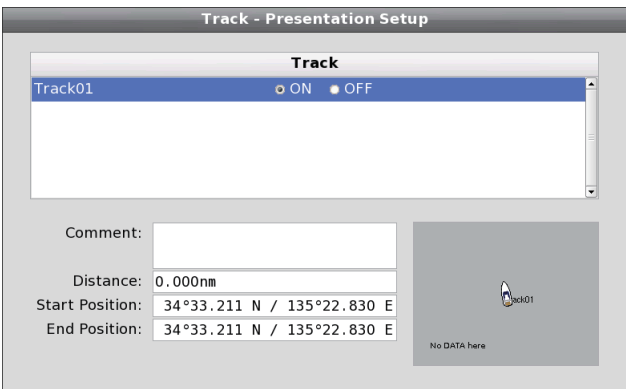 Track - Presentation Setup
Track
Track01 ON OFF
Comment:
Distance: 0.000nm
Start Position: 34°33.211 N / 135°22.830 E
End Position: 34°33.211 N / 135°22.830 E
ack01
No DATA here